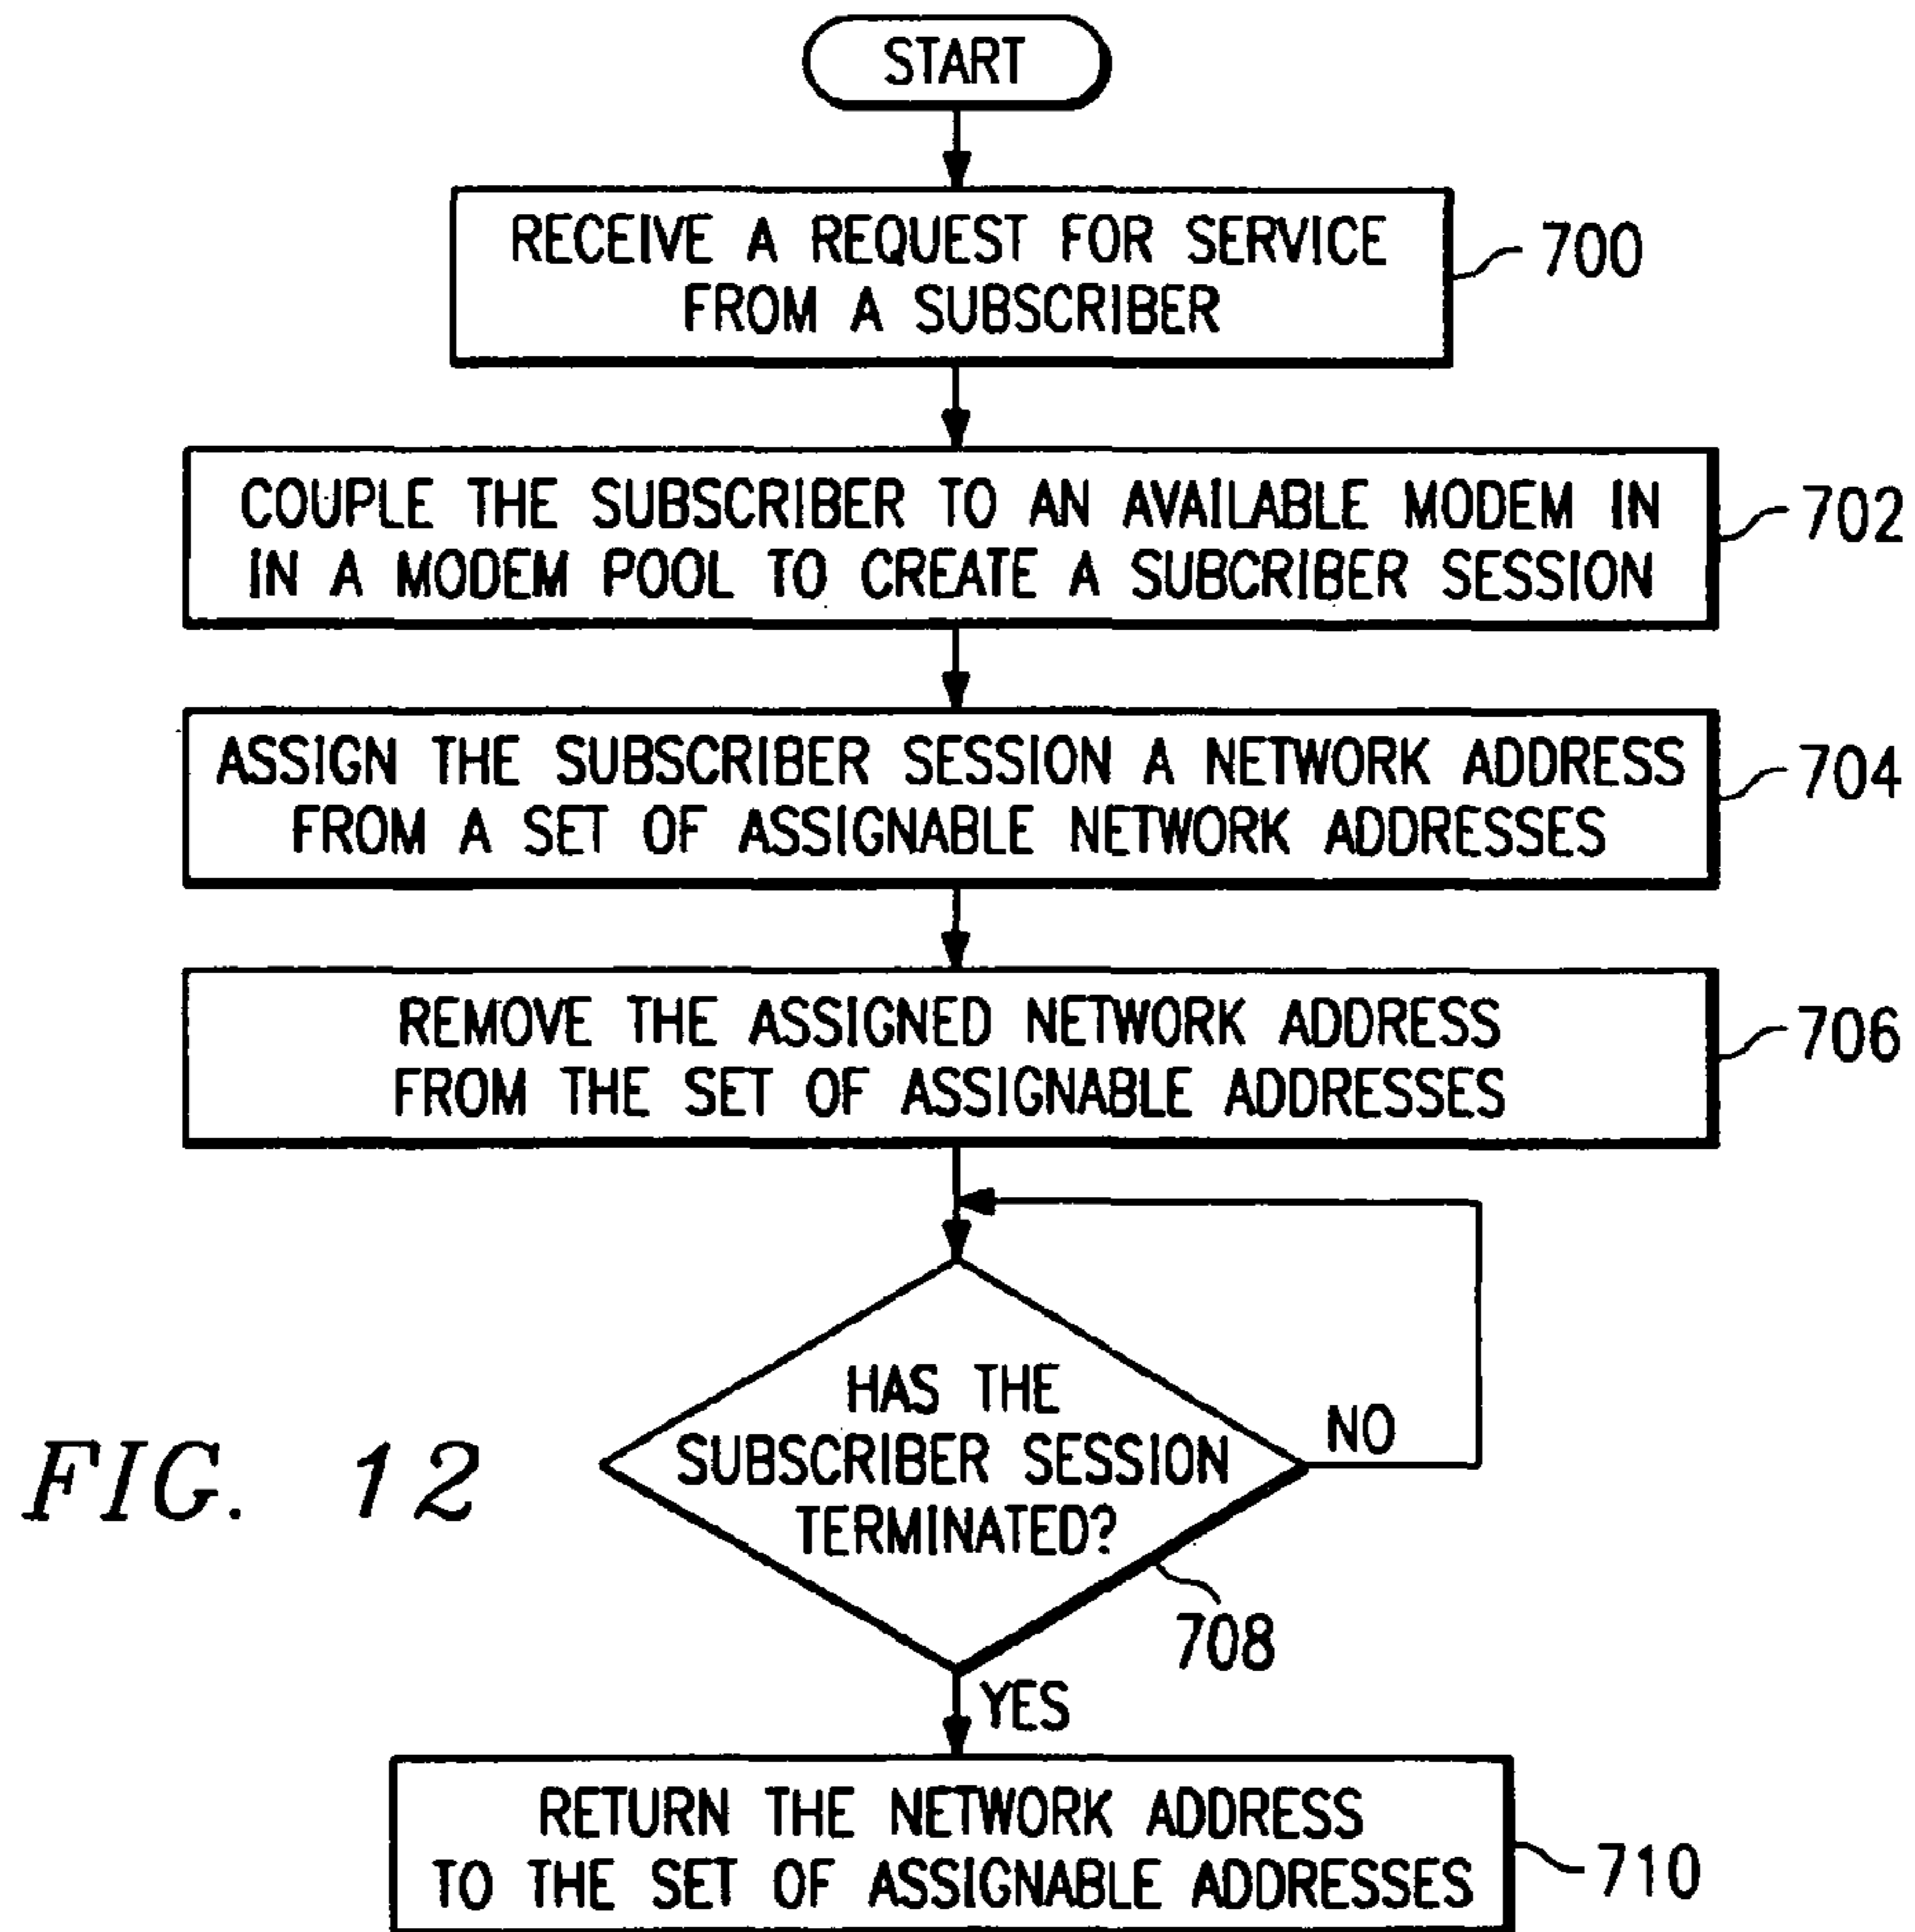 START
RECEIVE A REQUEST FOR SERVICE
FROM A SUBSCRIBER
700
COUPLE THE SUBSCRIBER TO AN AVAILABLE MODEM IN
IN A MODEM POOL TO CREATE A SUBCRIBER SESSION
702
ASSIGN THE SUBSCRIBER SESSION A NETWORK ADDRESS
FROM A SET OF ASSIGNABLE NETWORK ADDRESSES
704
REMOVE THE ASSIGNED NETWORK ADDRESS
FROM THE SET OF ASSIGNABLE ADDRESSES
706
HAS THE
SUBSCRIBER SESSION
TERMINATED?
NO
708
YES
FIG. 12
RETURN THE NETWORK ADDRESS
TO THE SET OF ASSIGNABLE ADDRESSES
710